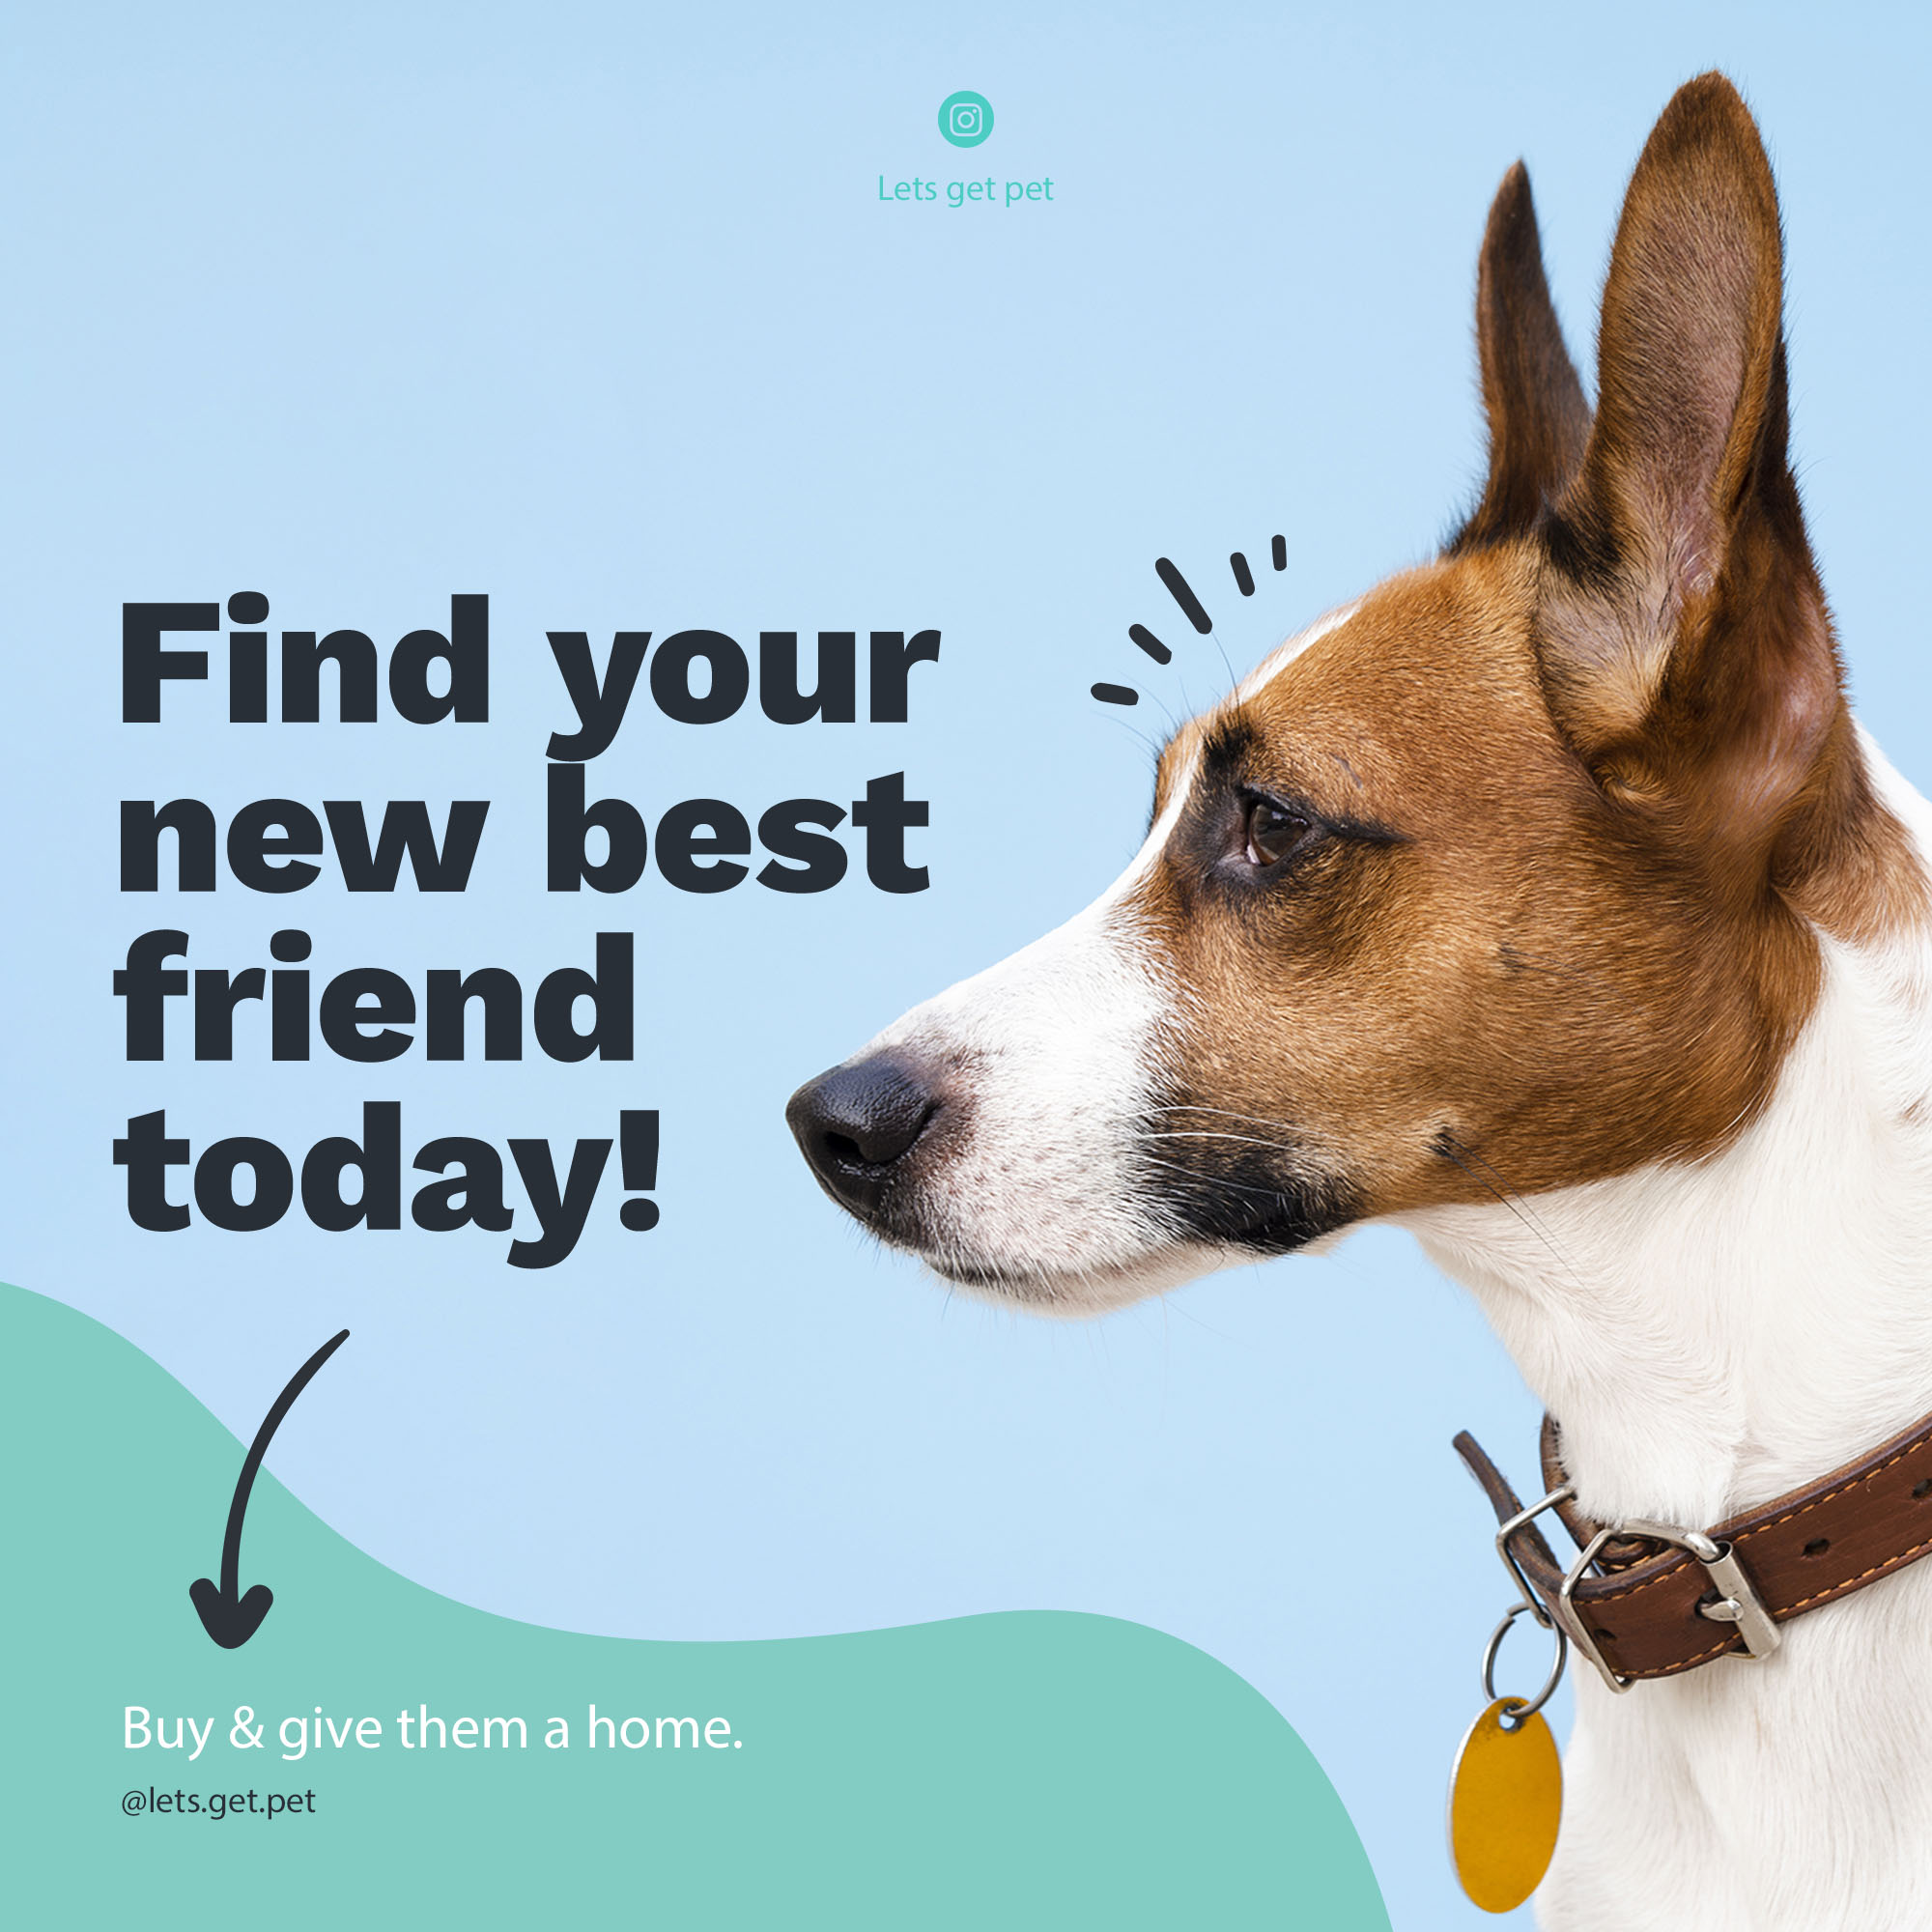 Lets get pet
Find your
new best
friend
today!
Buy & give them a home.
@lets.get.pet